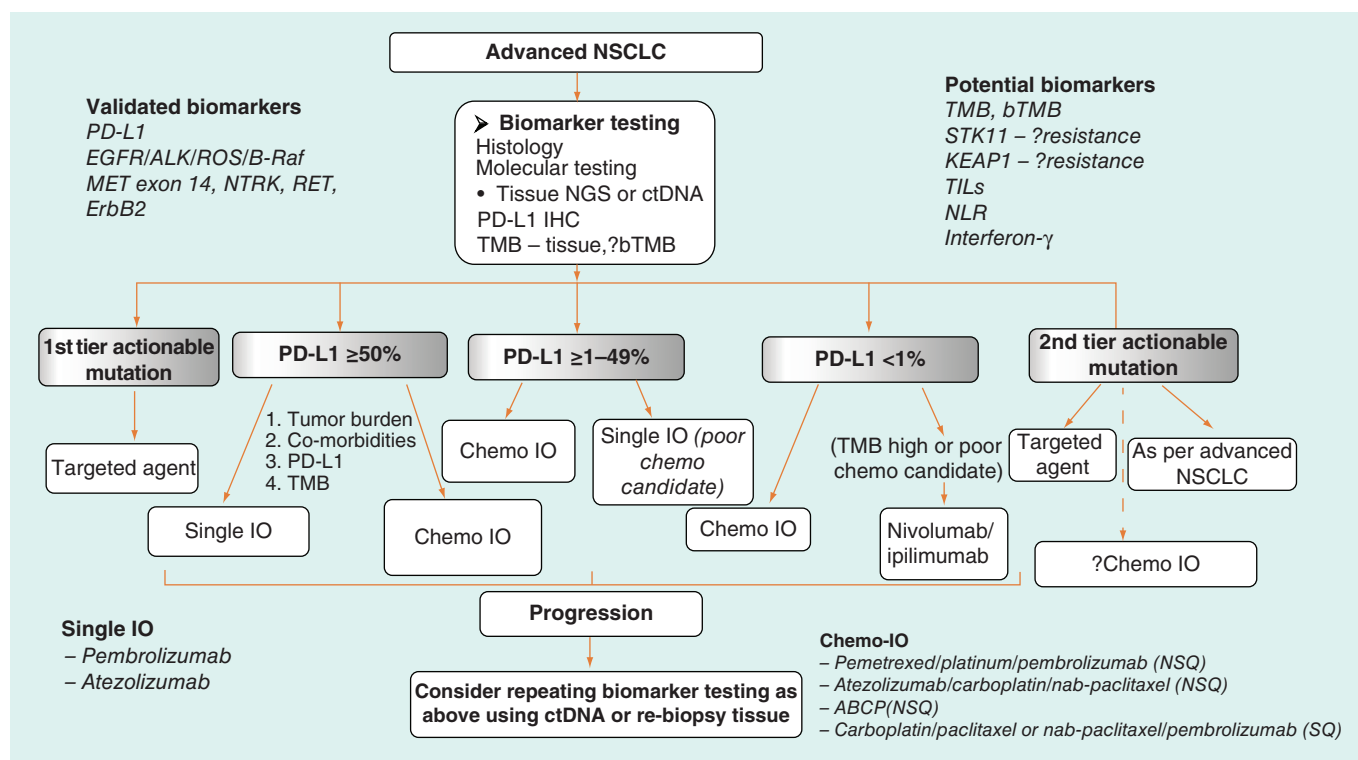 Advanced NSCLC
Validated biomarkers
PD-L1
EGFR/ALK/ROS/B-Raf
MET exon 14, NTRK, RET,
ErbB2
➤ Biomarker testing
Histology
Molecular testing
• Tissue NGS or ctDNA
PD-L1 IHC
TMB – tissue,?bTMB
Potential biomarkers
TMB, bTMB
STK11 – ?resistance
KEAP1 – ?resistance
TILs
NLR
Interferon-γ
1st tier actionable
mutation
PD-L1 ≥50%
PD-L1 ≥1–49%
PD-L1 <1%
2nd tier actionable
mutation
Targeted agent
1. Tumor burden
2. Co-morbidities
3. PD-L1
4. TMB
Single IO
Chemo IO
Chemo IO
Single IO (poor
chemo
candidate)
Chemo IO
(TMB high or poor
chemo candidate)
Nivolumab/
ipilimumab
Targeted
agent
As per advanced
NSCLC
?Chemo IO
Progression
Consider repeating biomarker testing as
above using ctDNA or re-biopsy tissue
Single IO
– Pembrolizumab
– Atezolizumab
Chemo-IO
– Pemetrexed/platinum/pembrolizumab (NSQ)
– Atezolizumab/carboplatin/nab-paclitaxel (NSQ)
– ABCP(NSQ)
– Carboplatin/paclitaxel or nab-paclitaxel/pembrolizumab (SQ)